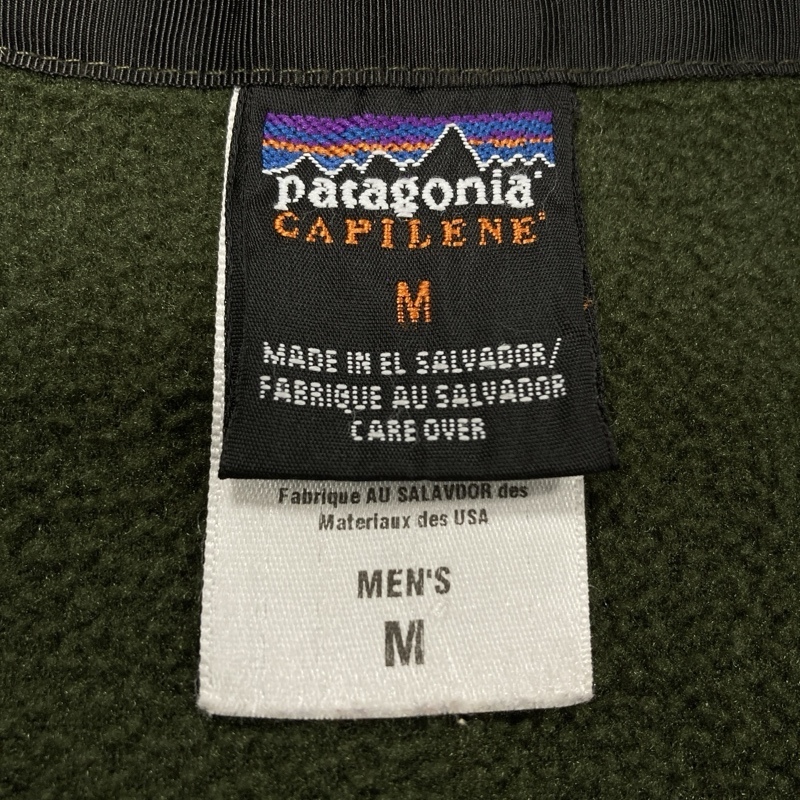 patagonia®
CAPILENE®
M
MADE IN EL SALVADOR/
FABRIQUE AU SALVADOR
CARE OVER
Fabrique AU SALAVDOR des
Materiaux des USA
MEN'S
M